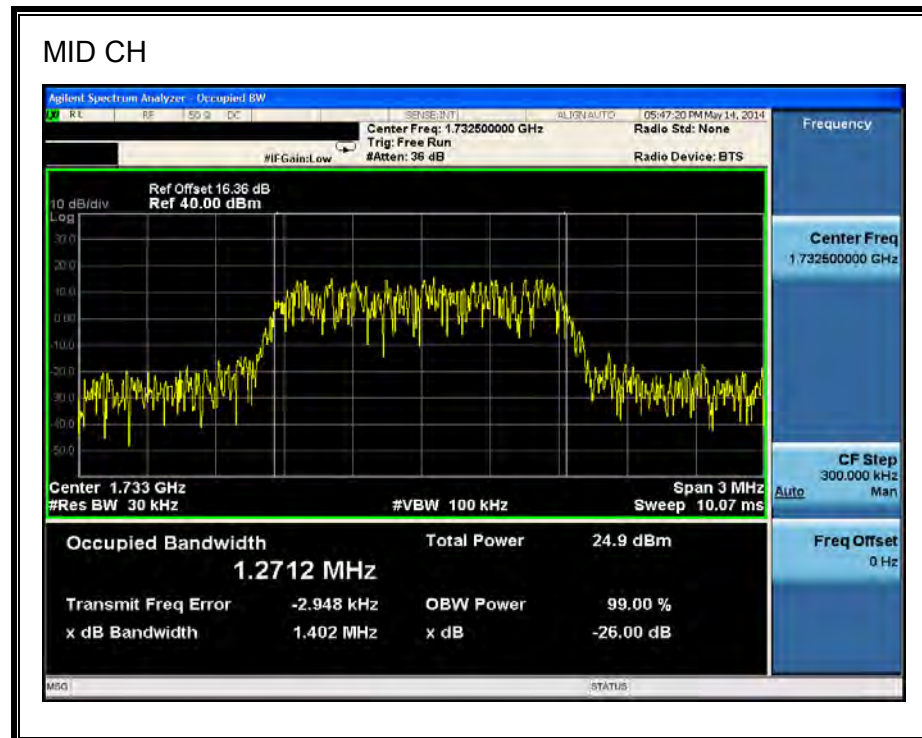 MID CH
Agilent Spectrum Analyzer - Occupied BW
RL RF 50 Ω DC SENSE:INT ALIGN AUTO 05:47:20 PM May 14, 2014
Center Freq: 1.732500000 GHz Radio Std: None
Trig: Free Run
#IFGain:Low #Atten: 36 dB Radio Device: BTS
Frequency
Ref Offset 16.36 dB
10 dB/div Ref 40.00 dBm
Log
30.0
20.0
10.0
0.00
-10.0
-20.0
-30.0
-40.0
-50.0
Center 1.733 GHz Span 3 MHz
#Res BW 30 kHz #VBW 100 kHz Sweep 10.07 ms
Center Freq
1.732500000 GHz
CF Step
300.000 kHz
Auto Man
Freq Offset
0 Hz
Occupied Bandwidth Total Power 24.9 dBm
1.2712 MHz
Transmit Freq Error -2.948 kHz OBW Power 99.00 %
x dB Bandwidth 1.402 MHz x dB -26.00 dB
MSG STATUS